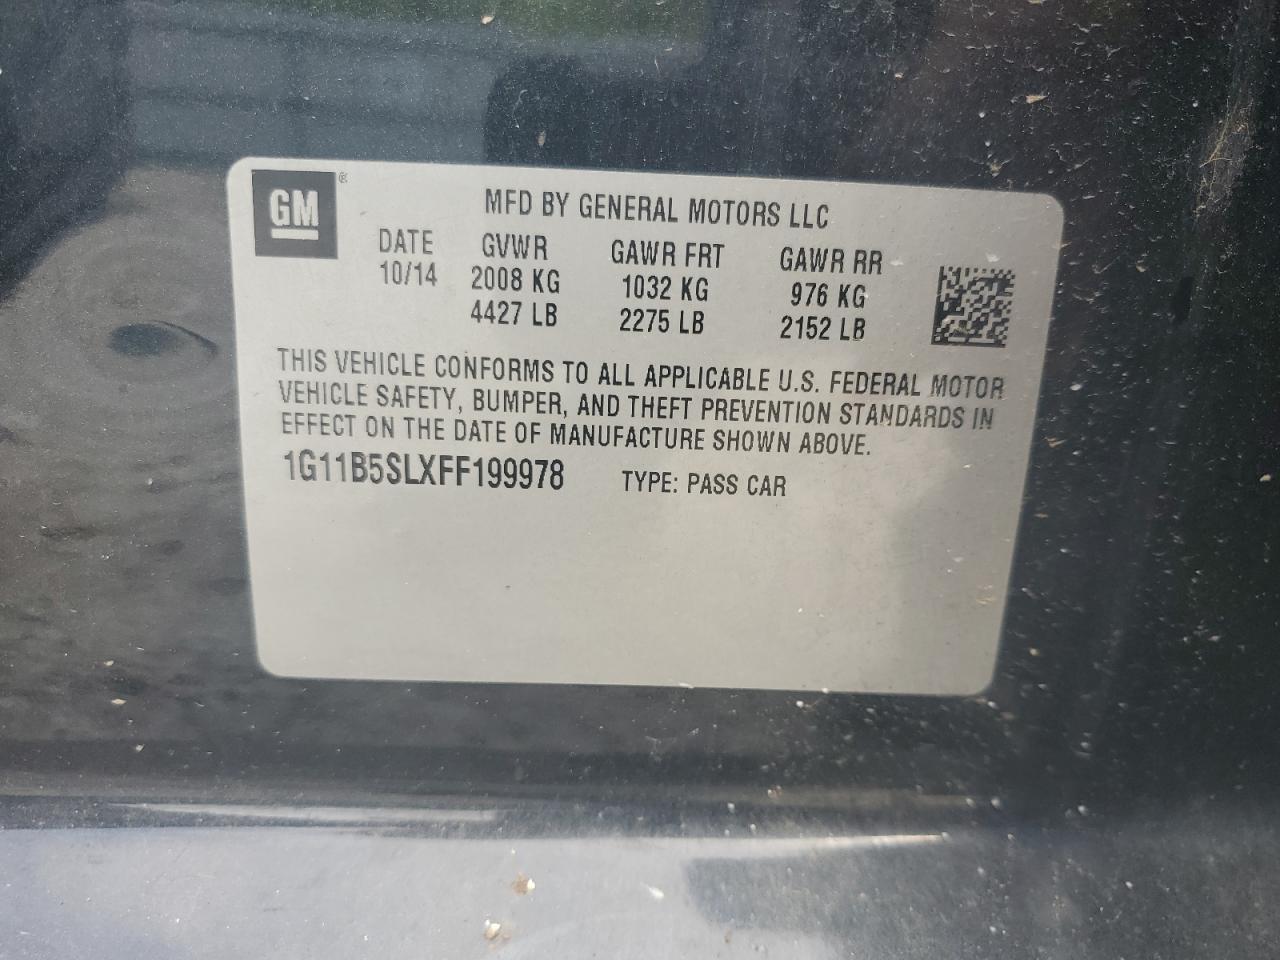 GM ®
MFD BY GENERAL MOTORS LLC
DATE GVWR GAWR FRT GAWR RR
10/14 2008 KG 1032 KG 976 KG
4427 LB 2275 LB 2152 LB
THIS VEHICLE CONFORMS TO ALL APPLICABLE U.S. FEDERAL MOTOR
VEHICLE SAFETY, BUMPER, AND THEFT PREVENTION STANDARDS IN
EFFECT ON THE DATE OF MANUFACTURE SHOWN ABOVE.
1G11B5SLXFF199978 TYPE: PASS CAR